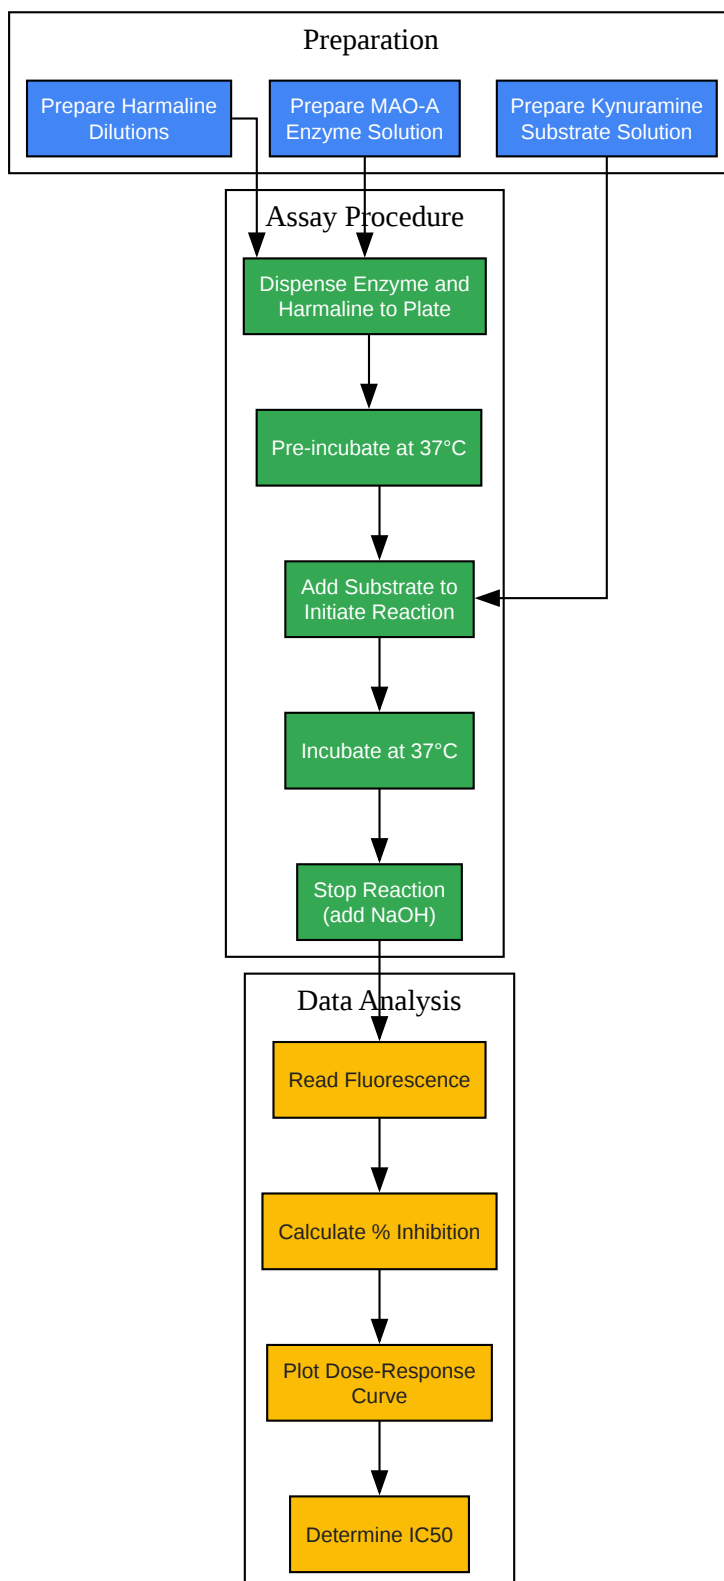 Preparation
Prepare Harmaline
Dilutions
Prepare MAO-A
Enzyme Solution
Prepare Kynuramine
Substrate Solution
Assay Procedure
Dispense Enzyme and
Harmaline to Plate
Pre-incubate at 37°C
Add Substrate to
Initiate Reaction
Incubate at 37°C
Stop Reaction
(add NaOH)
Data Analysis
Read Fluorescence
Calculate % Inhibition
Plot Dose-Response
Curve
Determine IC50